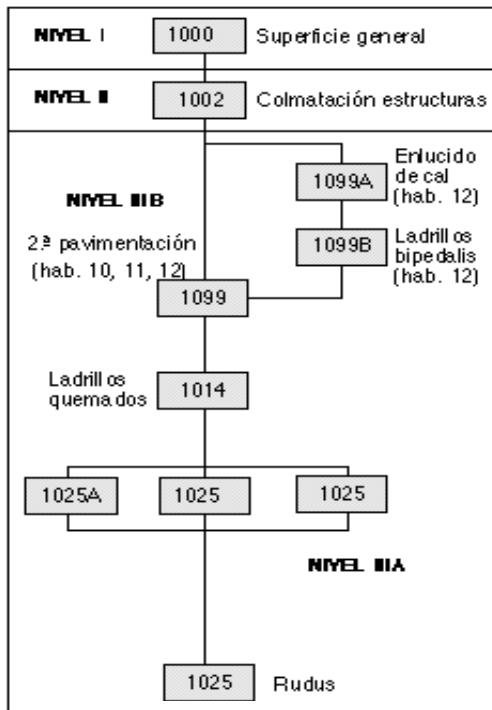 NIVEL I
1000
Superficie general
NIVEL II
1002
Colmatación estructuras
1099A
Enlucido
de cal
(hab. 12)
NIVEL IIIB
1099B
Ladrillos
bipedalis
(hab. 12)
2.ª pavimentación
(hab. 10, 11, 12)
1099
Ladrillos
quemados
1014
1025A
1025
1025
NIVEL IIIA
1025
Rudus